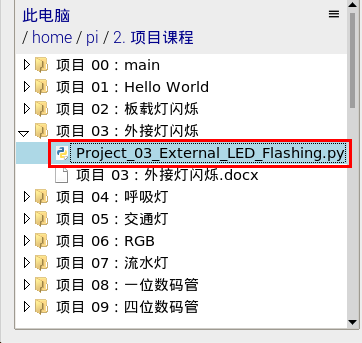 此电脑
/ home / pi / 2. 项目课程
项目 00：main
项目 01：Hello World
项目 02：板载灯闪烁
项目 03：外接灯闪烁
Project_03_External_LED_Flashing.py
项目 03：外接灯闪烁.docx
项目 04：呼吸灯
项目 05：交通灯
项目 06：RGB
项目 07：流水灯
项目 08：一位数码管
项目 09：四位数码管